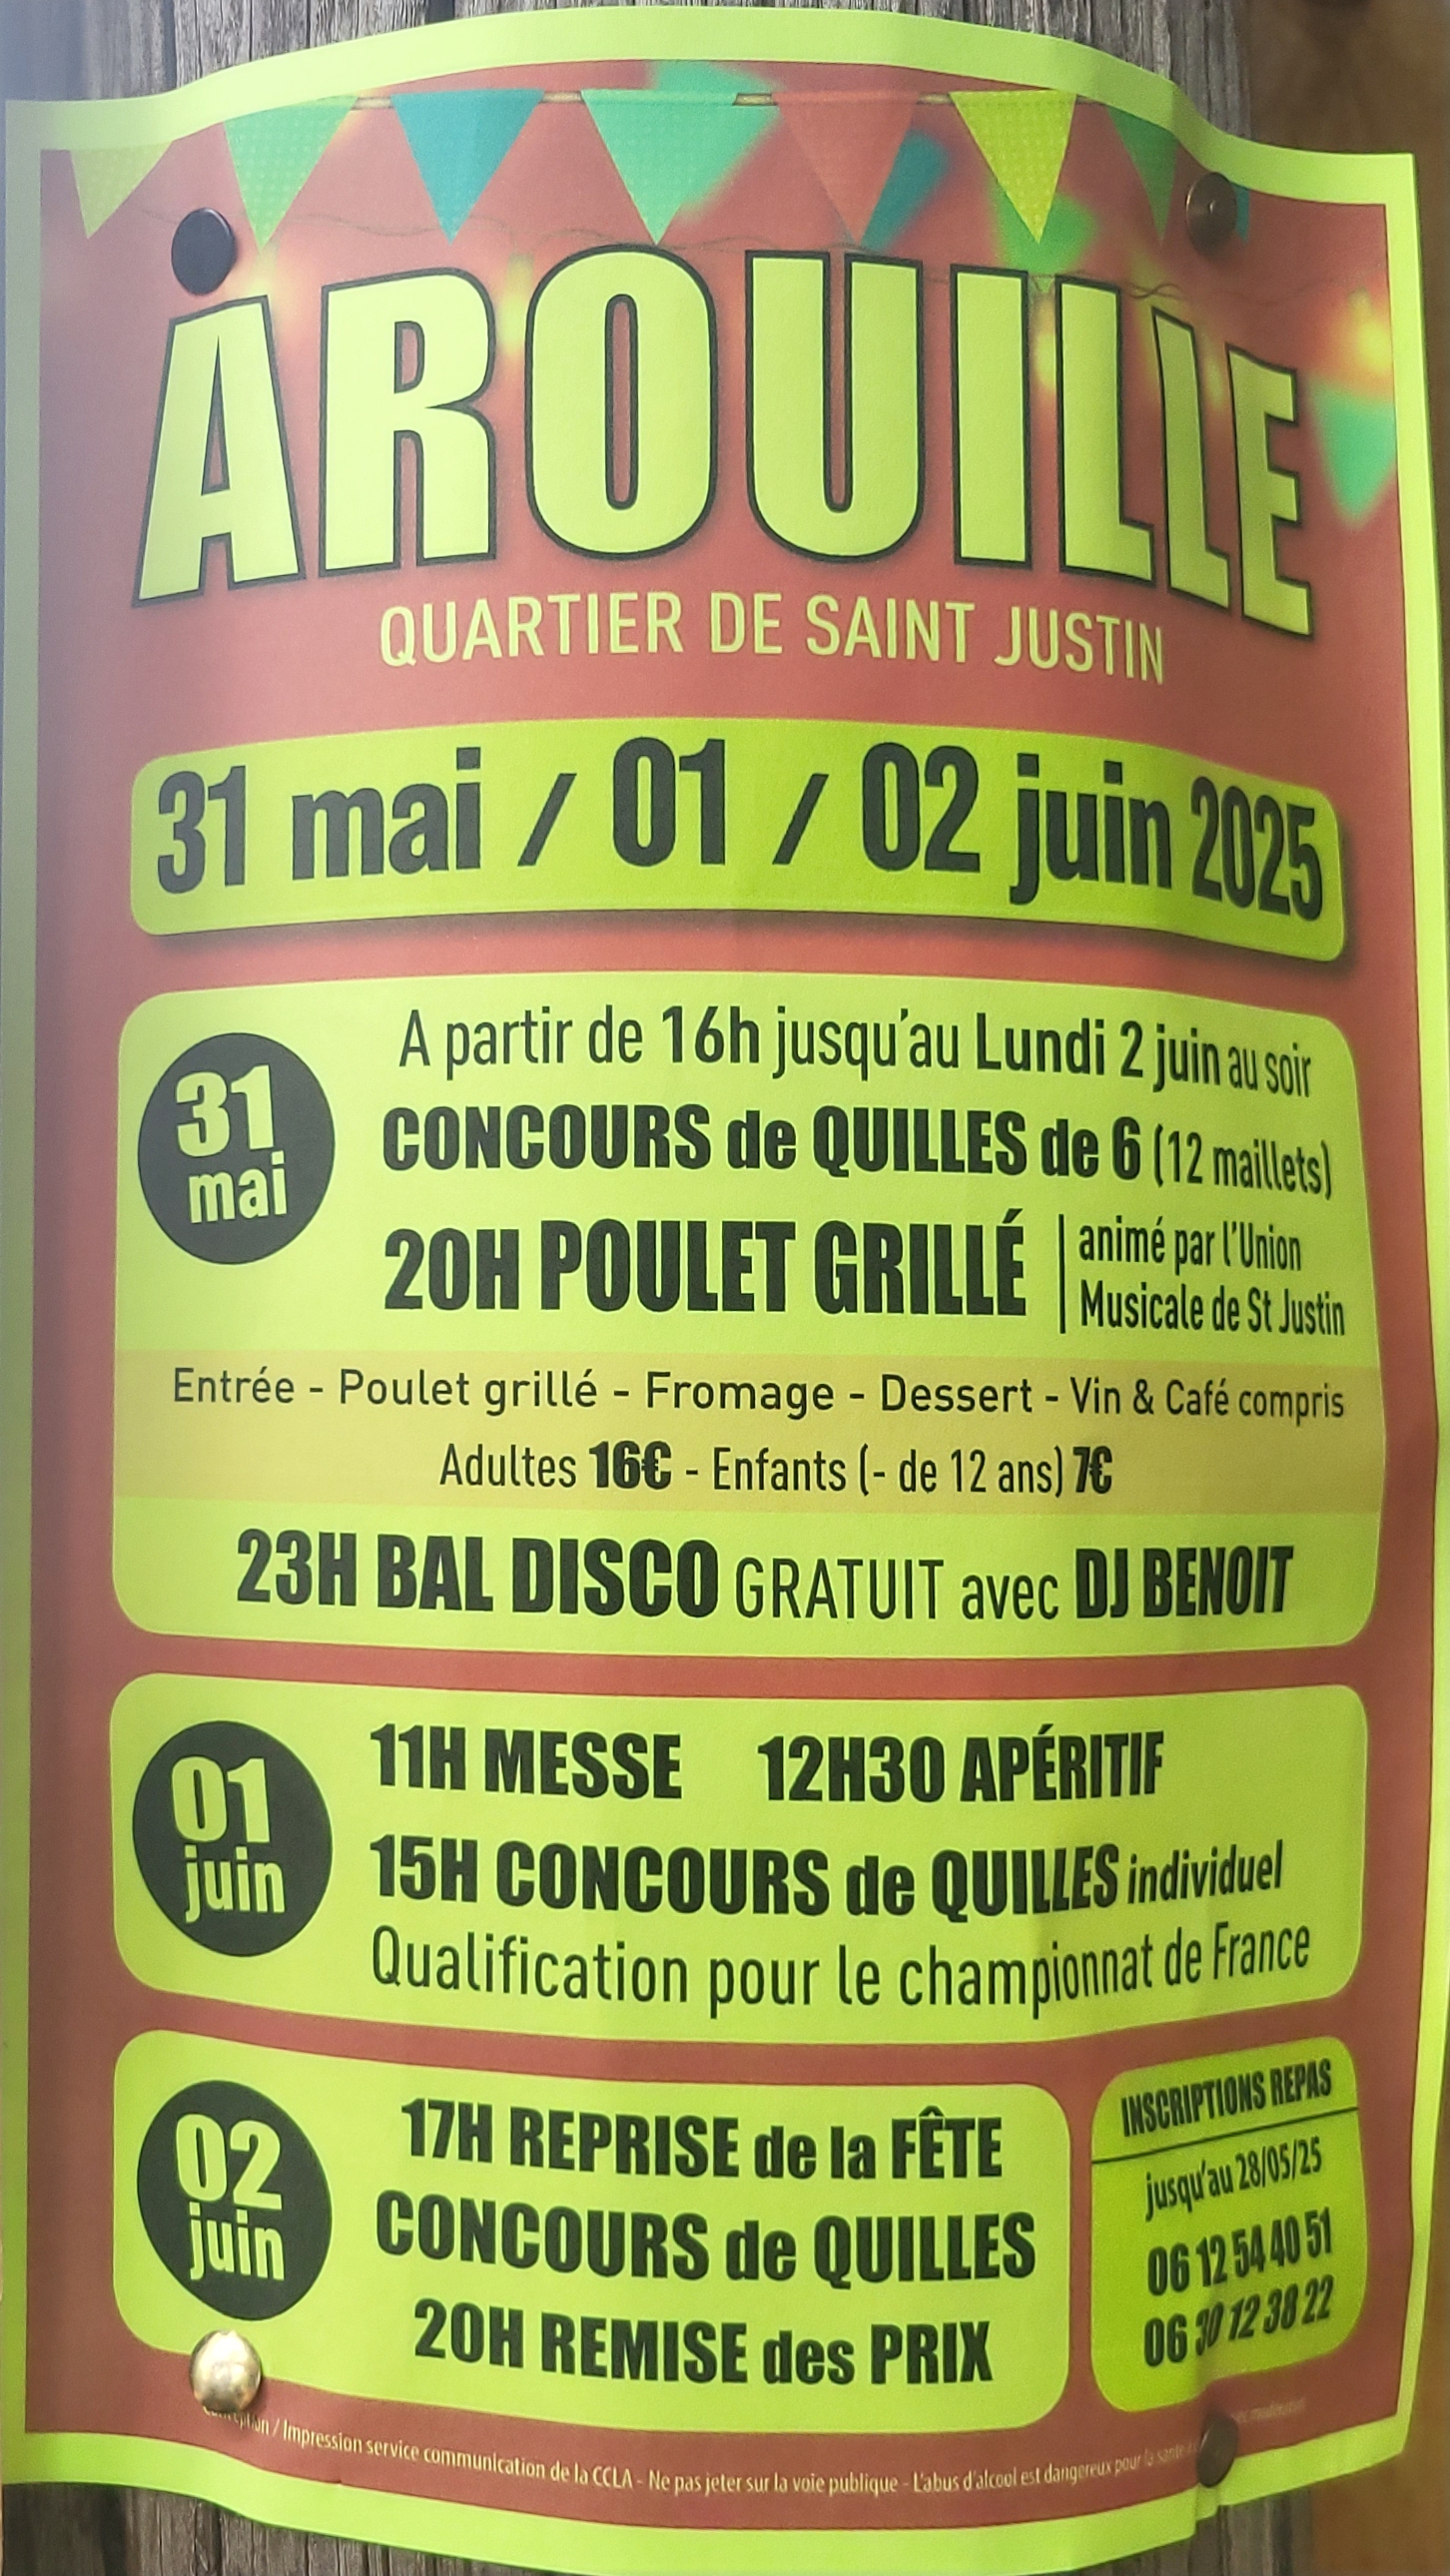 AROUILLE
QUARTIER DE SAINT JUSTIN
31 mai / 01 / 02 juin 2025
31
mai
A partir de 16h jusqu'au Lundi 2 juin au soir
CONCOURS de QUILLES de 6 (12 maillets)
20H POULET GRILLÉ
animé par l'Union
Musicale de St Justin
Entrée - Poulet grillé - Fromage - Dessert - Vin & Café compris
Adultes 16€ - Enfants (- de 12 ans) 7€
23H BAL DISCO GRATUIT avec DJ BENOIT
01
juin
11H MESSE 12H30 APÉRITIF
15H CONCOURS de QUILLES individuel
Qualification pour le championnat de France
02
juin
17H REPRISE de la FÊTE
CONCOURS de QUILLES
20H REMISE des PRIX
INSCRIPTIONS REPAS
jusqu'au 28/05/25
06 12 54 40 51
06 30 12 38 22
Conception / Impression service communication de la CCLA - Ne pas jeter sur la voie publique - L'abus d'alcool est dangereux pour la santé